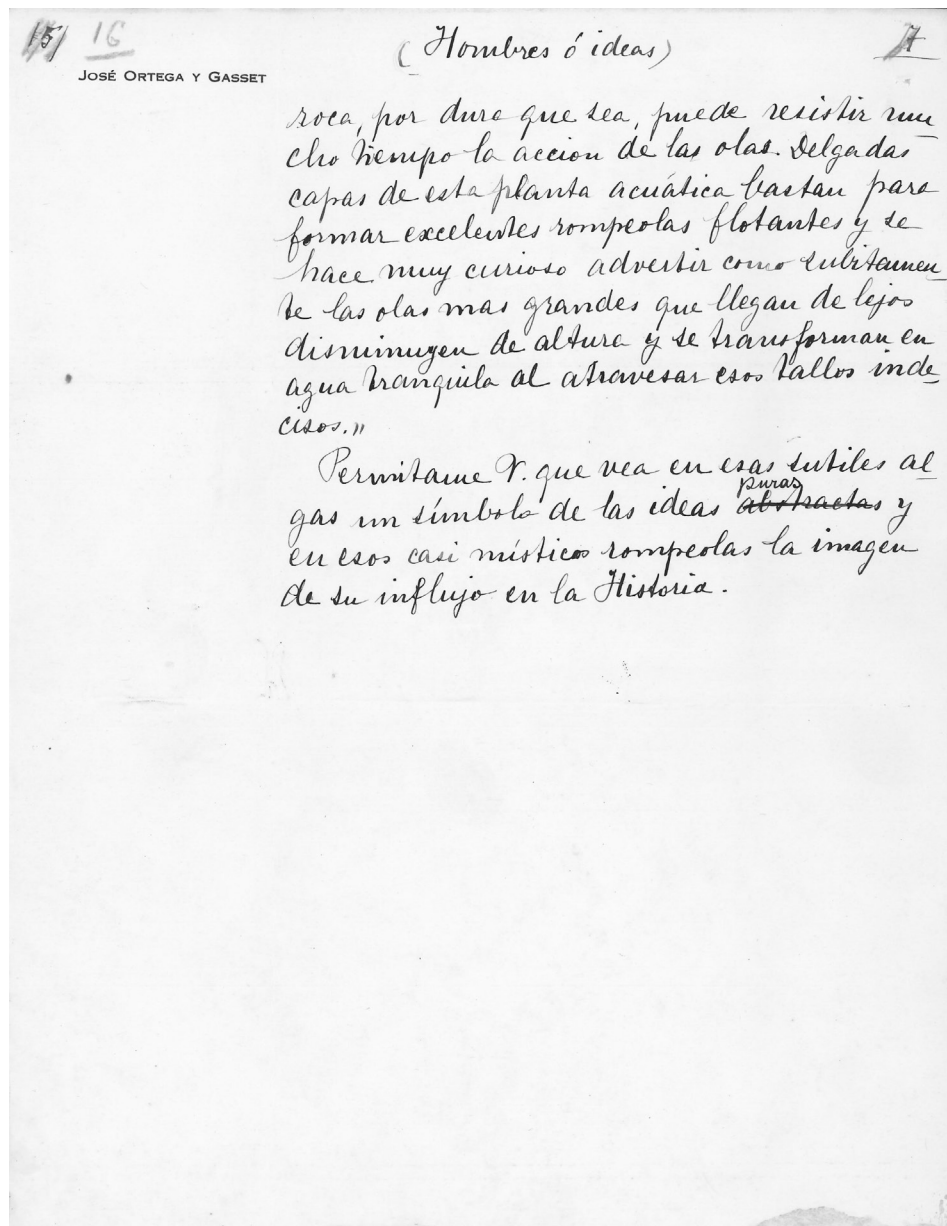 15 16 (Hombres ó ideas) 7
JOSÉ ORTEGA Y GASSET
roca, por dura que sea, puede resistir mu-
cho tiempo la accion de las olas. Delgadas
capas de esta planta acuática bastan para
formar excelentes rompeolas flotantes y se
hace muy curioso advertir como subitamen-
te las olas mas grandes que llegan de lejos
disminuyen de altura y se transforman en
agua tranquila al atravesar esos tallos inde-
cisos.»
Permítame V. que vea en esas sutiles al-
puras
gas un símbolo de las ideas abstractas y
en esos casi místicos rompeolas la imagen
de su influjo en la Historia.